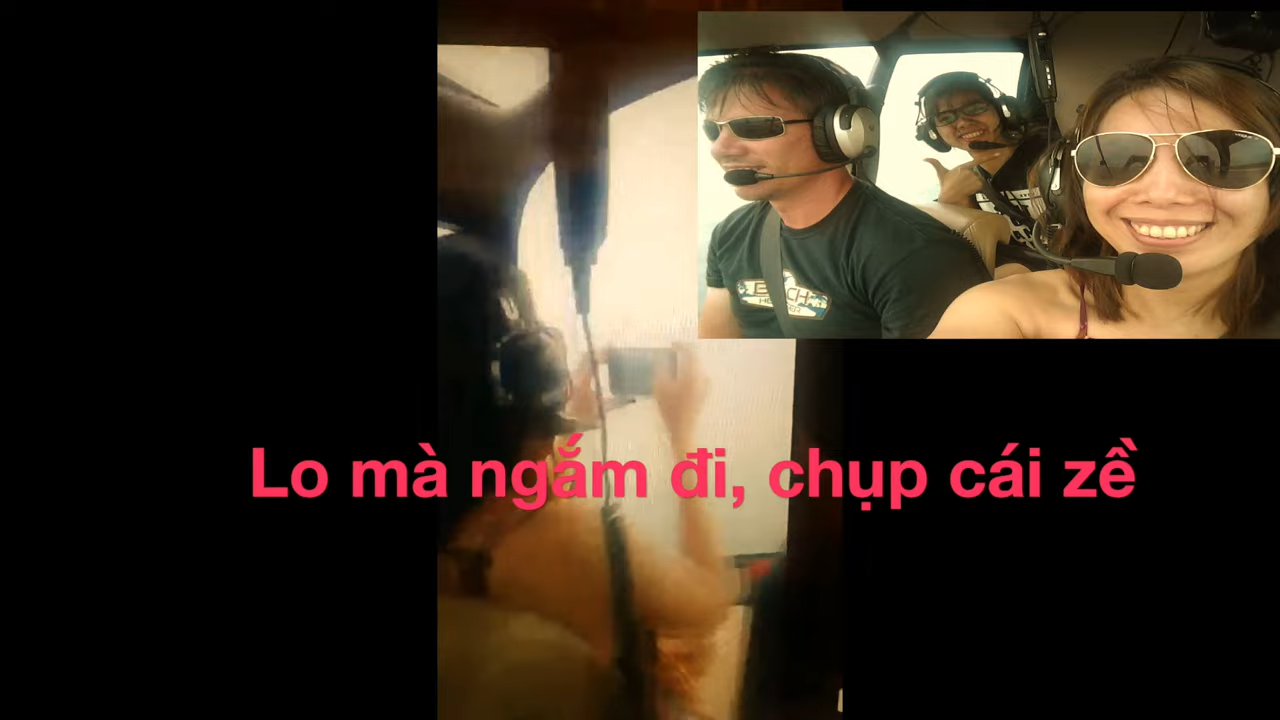 Lo mà ngắm đi, chụp cái zề